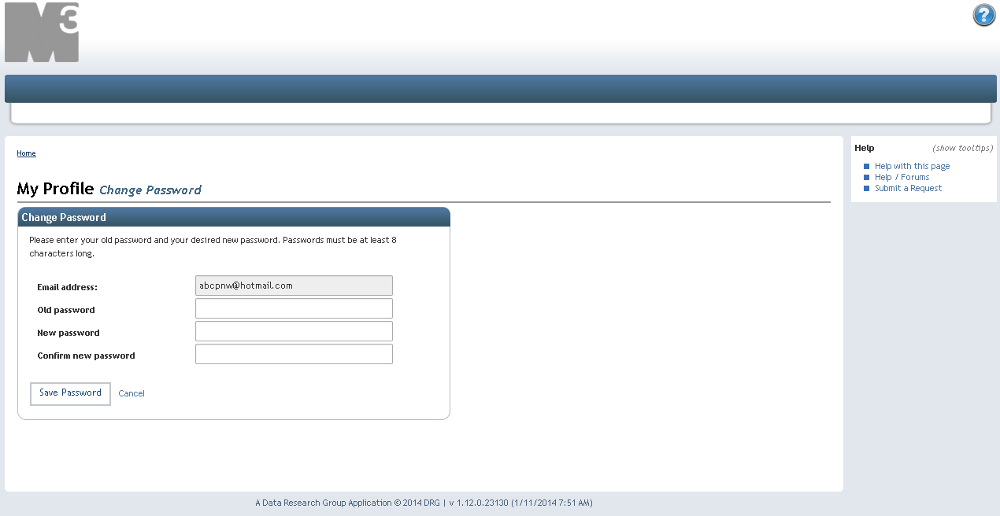 M3
?
Home
Help (show tooltips)
Help with this page
Help / Forums
Submit a Request
My Profile Change Password
Change Password
Please enter your old password and your desired new password. Passwords must be at least 8
characters long.
Email address: abcpnw@hotmail.com
Old password
New password
Confirm new password
Save Password Cancel
A Data Research Group Application © 2014 DRG | v 1.12.0.23130 (1/11/2014 7:51 AM)